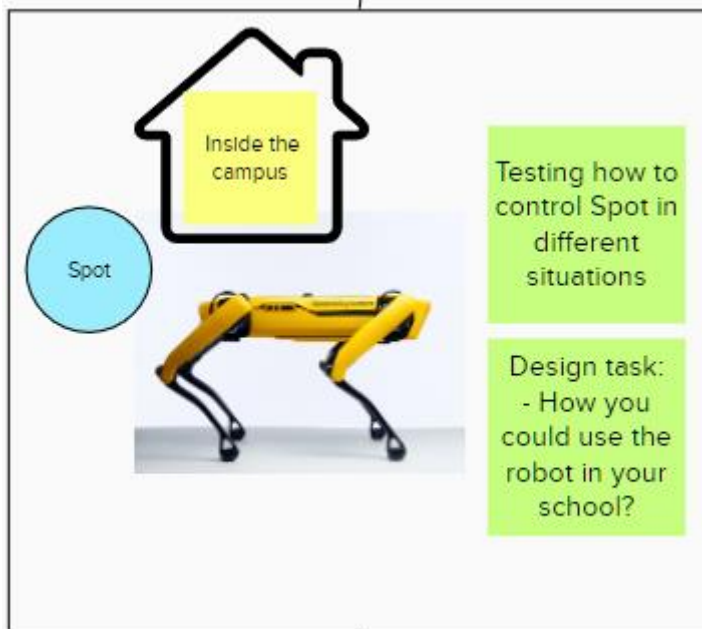 Inside the
campus
Spot
Testing how to
control Spot in
different
situations
Design task:
- How you
could use the
robot in your
school?